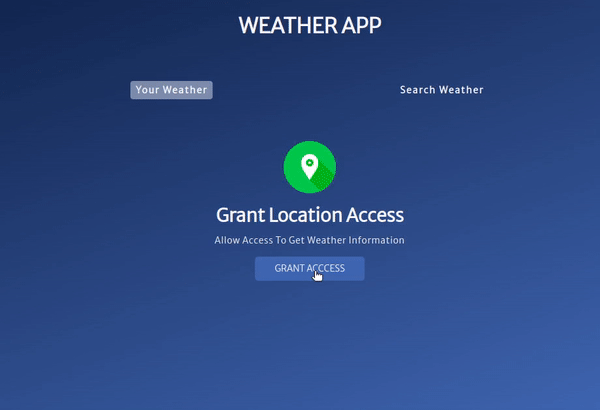 WEATHER APP
Your Weather Search Weather
Grant Location Access
Allow Access To Get Weather Information
GRANT ACCCESS